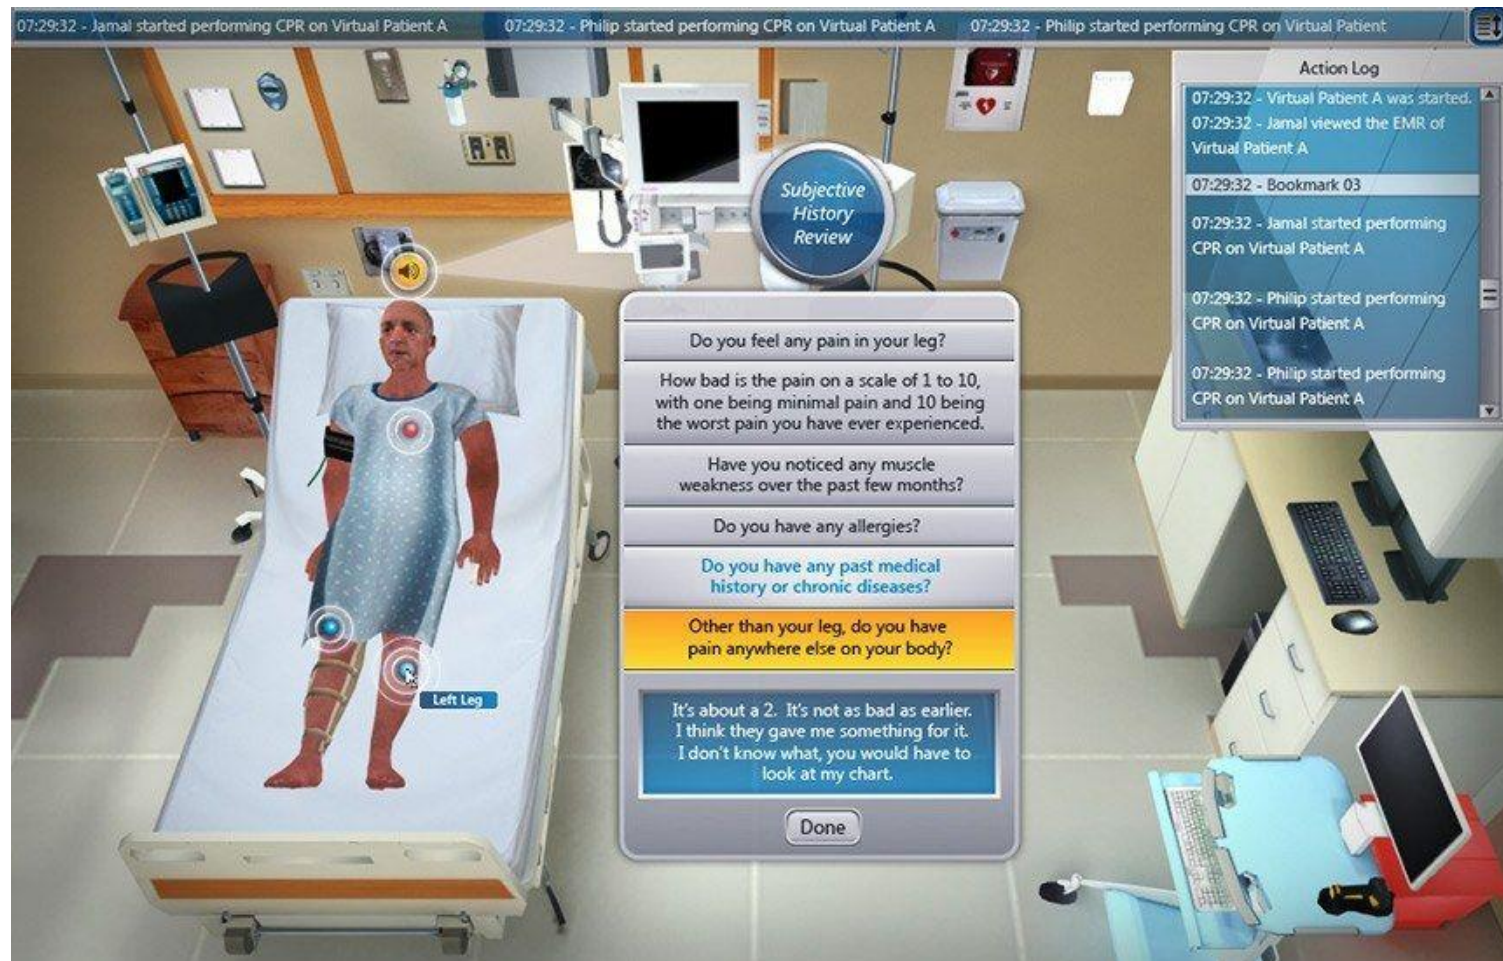 07:29:32 - Jamal started performing CPR on Virtual Patient A
07:29:32 - Philip started performing CPR on Virtual Patient A
07:29:32 - Philip started performing CPR on Virtual Patient
Action Log
07:29:32 - Virtual Patient A was started.
07:29:32 - Jamal viewed the EMR of
Virtual Patient A
07:29:32 - Bookmark 03
07:29:32 - Jamal started performing
CPR on Virtual Patient A
07:29:32 - Philip started performing
CPR on Virtual Patient A
07:29:32 - Philip started performing
CPR on Virtual Patient A
Subjective
History
Review
Do you feel any pain in your leg?
How bad is the pain on a scale of 1 to 10,
with one being minimal pain and 10 being
the worst pain you have ever experienced.
Have you noticed any muscle
weakness over the past few months?
Do you have any allergies?
Do you have any past medical
history or chronic diseases?
Other than your leg, do you have
pain anywhere else on your body?
Left Leg
It's about a 2. It's not as bad as earlier.
I think they gave me something for it.
I don't know what, you would have to
look at my chart.
Done